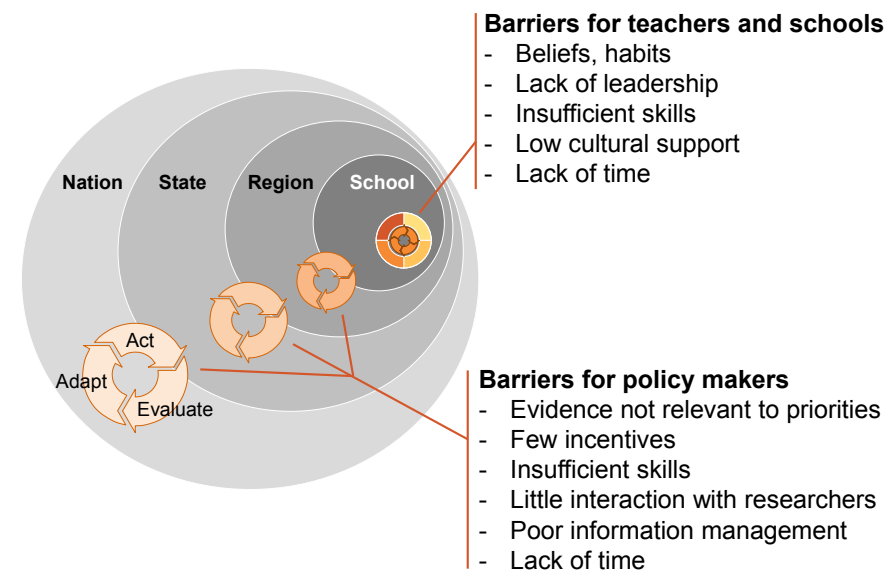 Barriers for teachers and schools
- Beliefs, habits
- Lack of leadership
- Insufficient skills
- Low cultural support
- Lack of time
Nation State Region School
Act
Adapt
Evaluate
Barriers for policy makers
- Evidence not relevant to priorities
- Few incentives
- Insufficient skills
- Little interaction with researchers
- Poor information management
- Lack of time